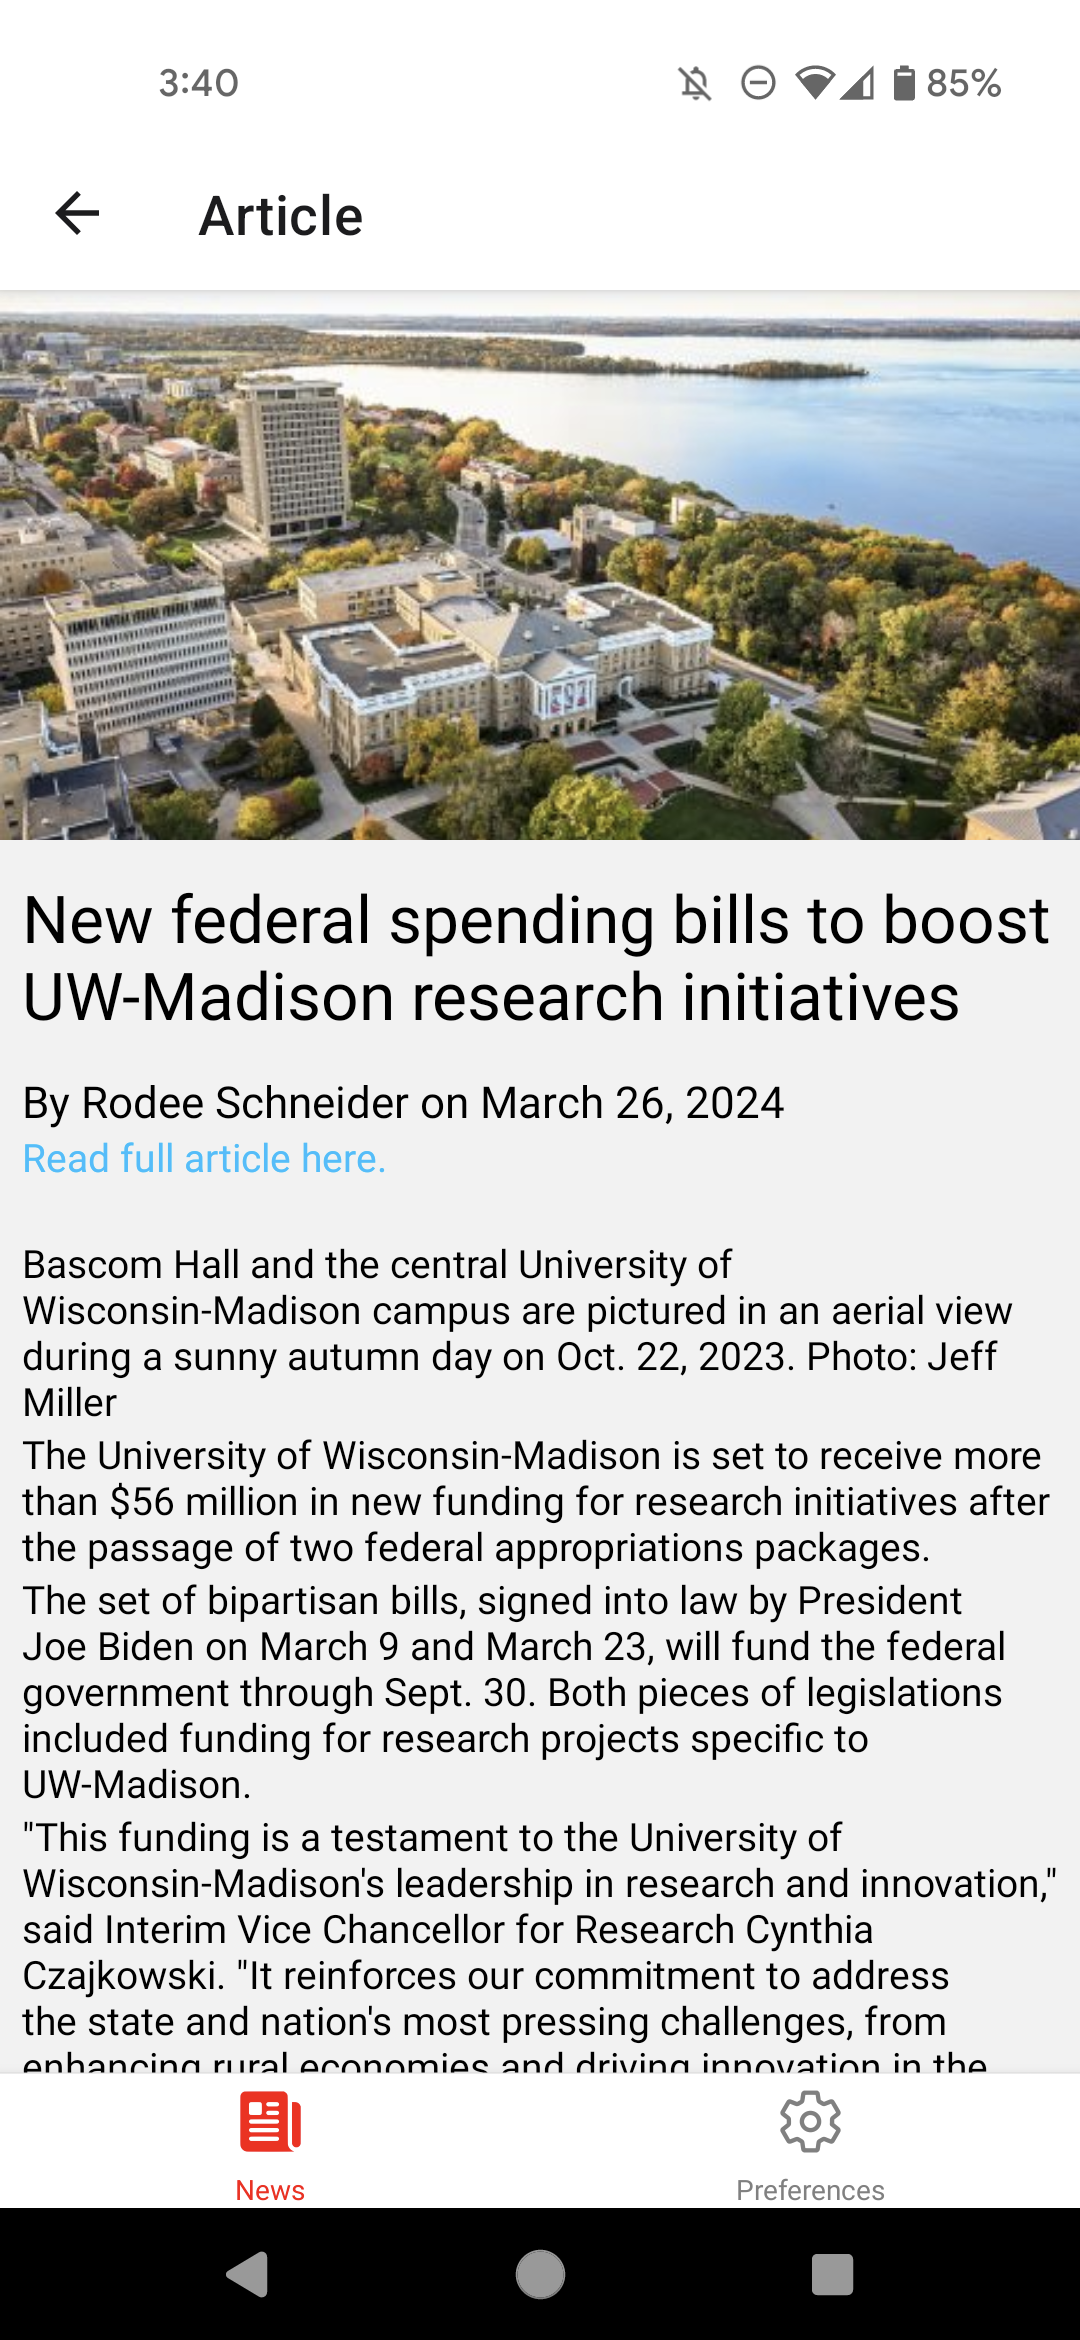 3:40
85%
Article
New federal spending bills to boost
UW-Madison research initiatives
By Rodee Schneider on March 26, 2024
Read full article here.
Bascom Hall and the central University of
Wisconsin-Madison campus are pictured in an aerial view
during a sunny autumn day on Oct. 22, 2023. Photo: Jeff
Miller
The University of Wisconsin-Madison is set to receive more
than $56 million in new funding for research initiatives after
the passage of two federal appropriations packages.
The set of bipartisan bills, signed into law by President
Joe Biden on March 9 and March 23, will fund the federal
government through Sept. 30. Both pieces of legislations
included funding for research projects specific to
UW-Madison.
"This funding is a testament to the University of
Wisconsin-Madison's leadership in research and innovation,"
said Interim Vice Chancellor for Research Cynthia
Czajkowski. "It reinforces our commitment to address
the state and nation's most pressing challenges, from
enhancing rural economies and driving innovation in the
News
Preferences